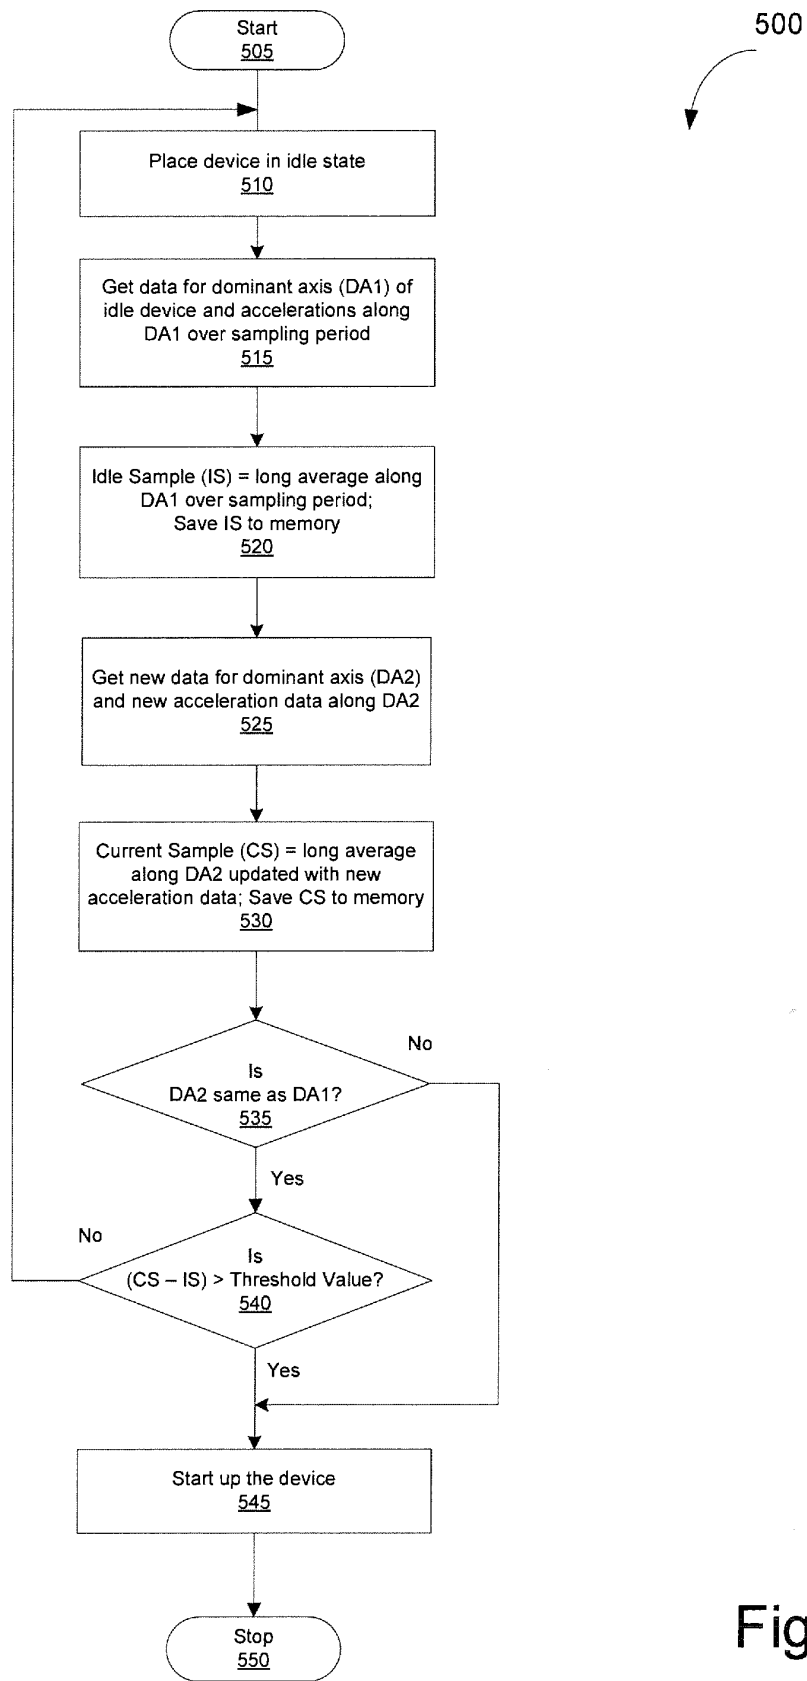 500
Start
505
Place device in idle state
510
Get data for dominant axis (DA1) of
idle device and accelerations along
DA1 over sampling period
515
Idle Sample (IS) = long average along
DA1 over sampling period;
Save IS to memory
520
Get new data for dominant axis (DA2)
and new acceleration data along DA2
525
Current Sample (CS) = long average
along DA2 updated with new
acceleration data; Save CS to memory
530
Is
DA2 same as DA1?
535
No
Yes
Is
(CS – IS) > Threshold Value?
540
No
Yes
Start up the device
545
Stop
550
Fig